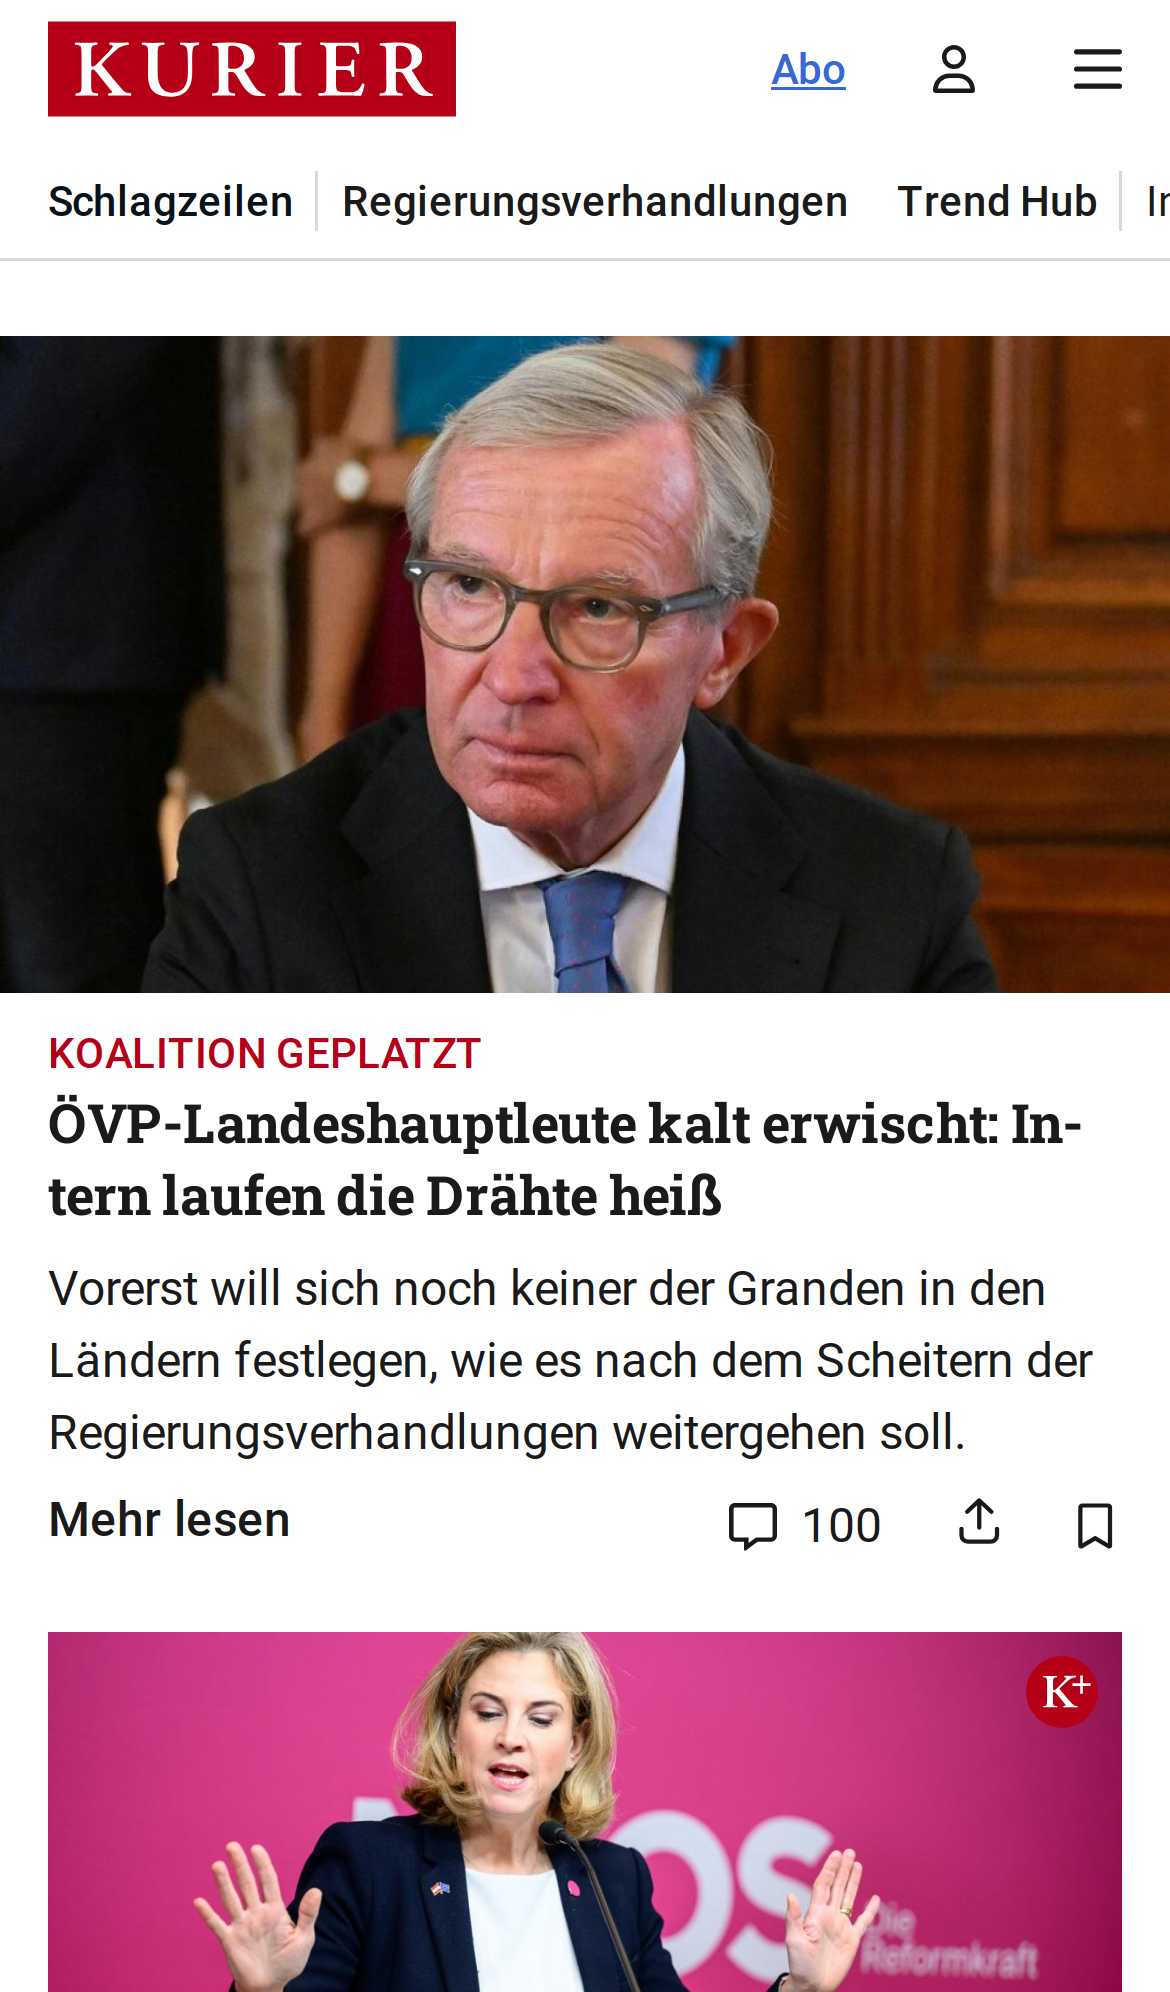 KURIER
Abo
Schlagzeilen
Regierungsverhandlungen
Trend Hub
KOALITION GEPLATZT
ÖVP-Landeshauptleute kalt erwischt: In-
tern laufen die Drähte heiß
Vorerst will sich noch keiner der Granden in den
Ländern festlegen, wie es nach dem Scheitern der
Regierungsverhandlungen weitergehen soll.
Mehr lesen
100
K+
OS
Die
Reformkraft